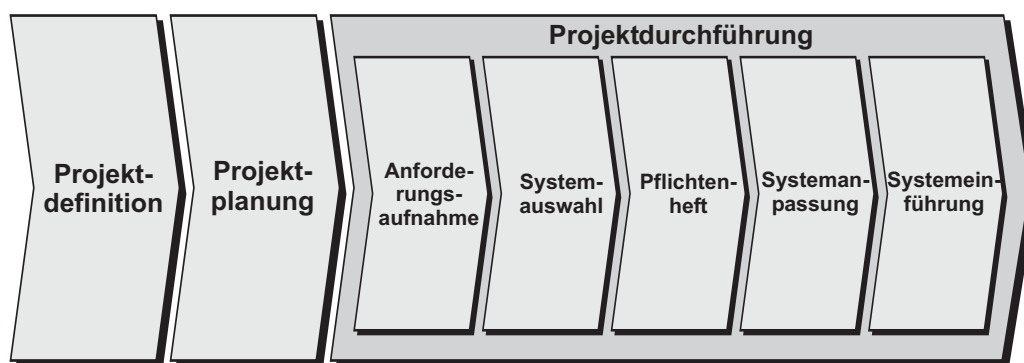 Projektdurchführung
Projekt-
definition
Projekt-
planung
Anforde-
rungs-
aufnahme
System-
auswahl
Pflichten-
heft
Systeman-
passung
Systemein-
führung